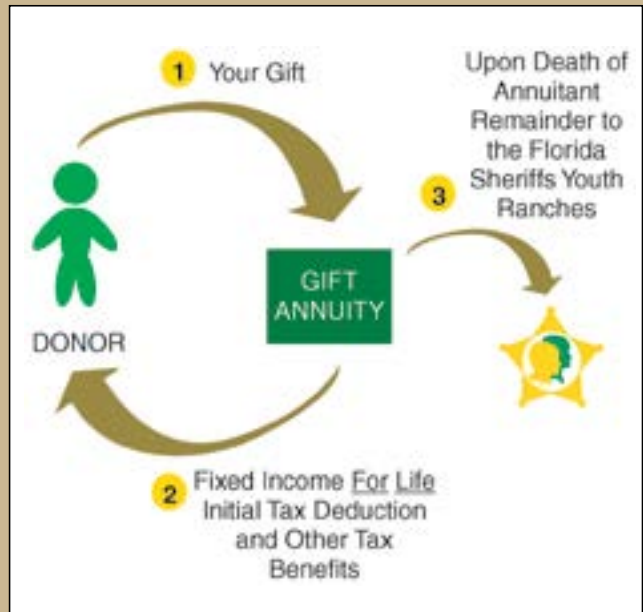 1 Your Gift
DONOR
GIFT
ANNUITY
2 Fixed Income For Life
Initial Tax Deduction
and Other Tax
Benefits
3
Upon Death of
Annuitant
Remainder to
the Florida
Sheriffs Youth
Ranches